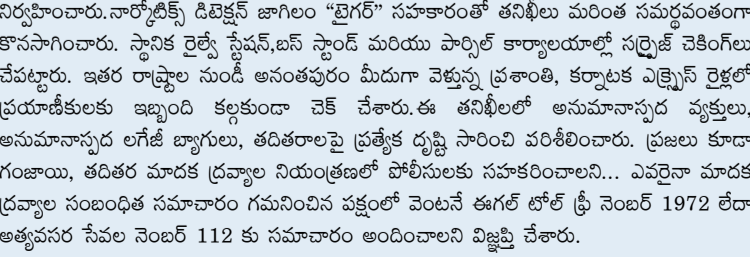 నిర్వహించారు.నార్కోటిక్స్ డిటెక్షన్ జాగిలం “టైగర్” సహకారంతో తనిఖీలు మరింత సమర్థవంతంగా
కొనసాగించారు. స్థానిక రైల్వే స్టేషన్,బస్ స్టాండ్ మరియు పార్సిల్ కార్యాలయాల్లో సర్ప్రైజ్ చెకింగ్‌లు
చేపట్టారు. ఇతర రాష్ట్రాల నుండి అనంతపురం మీదుగా వెళ్తున్న ప్రశాంతి, కర్నాటక ఎక్స్ప్రెస్ రైళ్లలో
ప్రయాణీకులకు ఇబ్బంది కల్గకుండా చెక్ చేశారు.ఈ తనిఖీలలో అనుమానాస్పద వ్యక్తులు,
అనుమానాస్పద లగేజీ బ్యాగులు, తదితరాలపై ప్రత్యేక దృష్టి సారించి పరిశీలించారు. ప్రజలు కూడా
గంజాయి, తదితర మాదక ద్రవ్యాల నియంత్రణలో పోలీసులకు సహకరించాలని... ఎవరైనా మాదక
ద్రవ్యాల సంబంధిత సమాచారం గమనించిన పక్షంలో వెంటనే ఈగల్ టోల్ ఫ్రీ నెంబర్ 1972 లేదా
అత్యవసర సేవల నెంబర్ 112 కు సమాచారం అందించాలని విజ్ఞప్తి చేశారు.